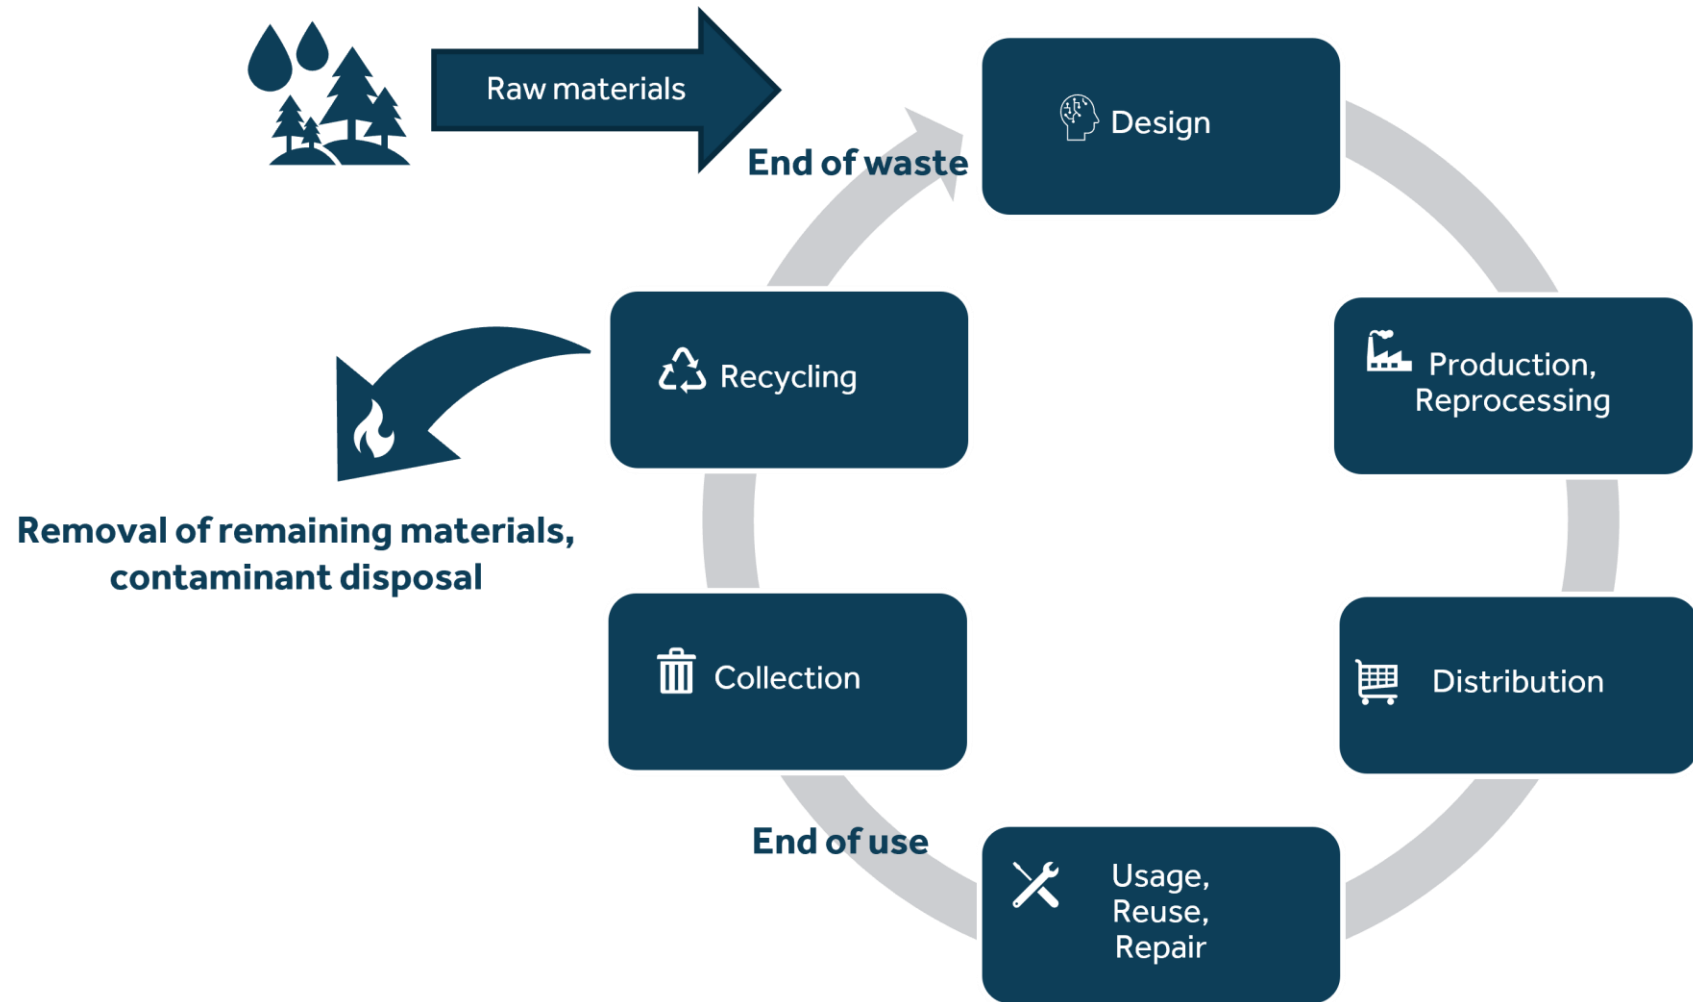 Raw materials
End of waste
Design
Recycling
Production,
Reprocessing
Removal of remaining materials,
contaminant disposal
Collection
Distribution
End of use
Usage,
Reuse,
Repair